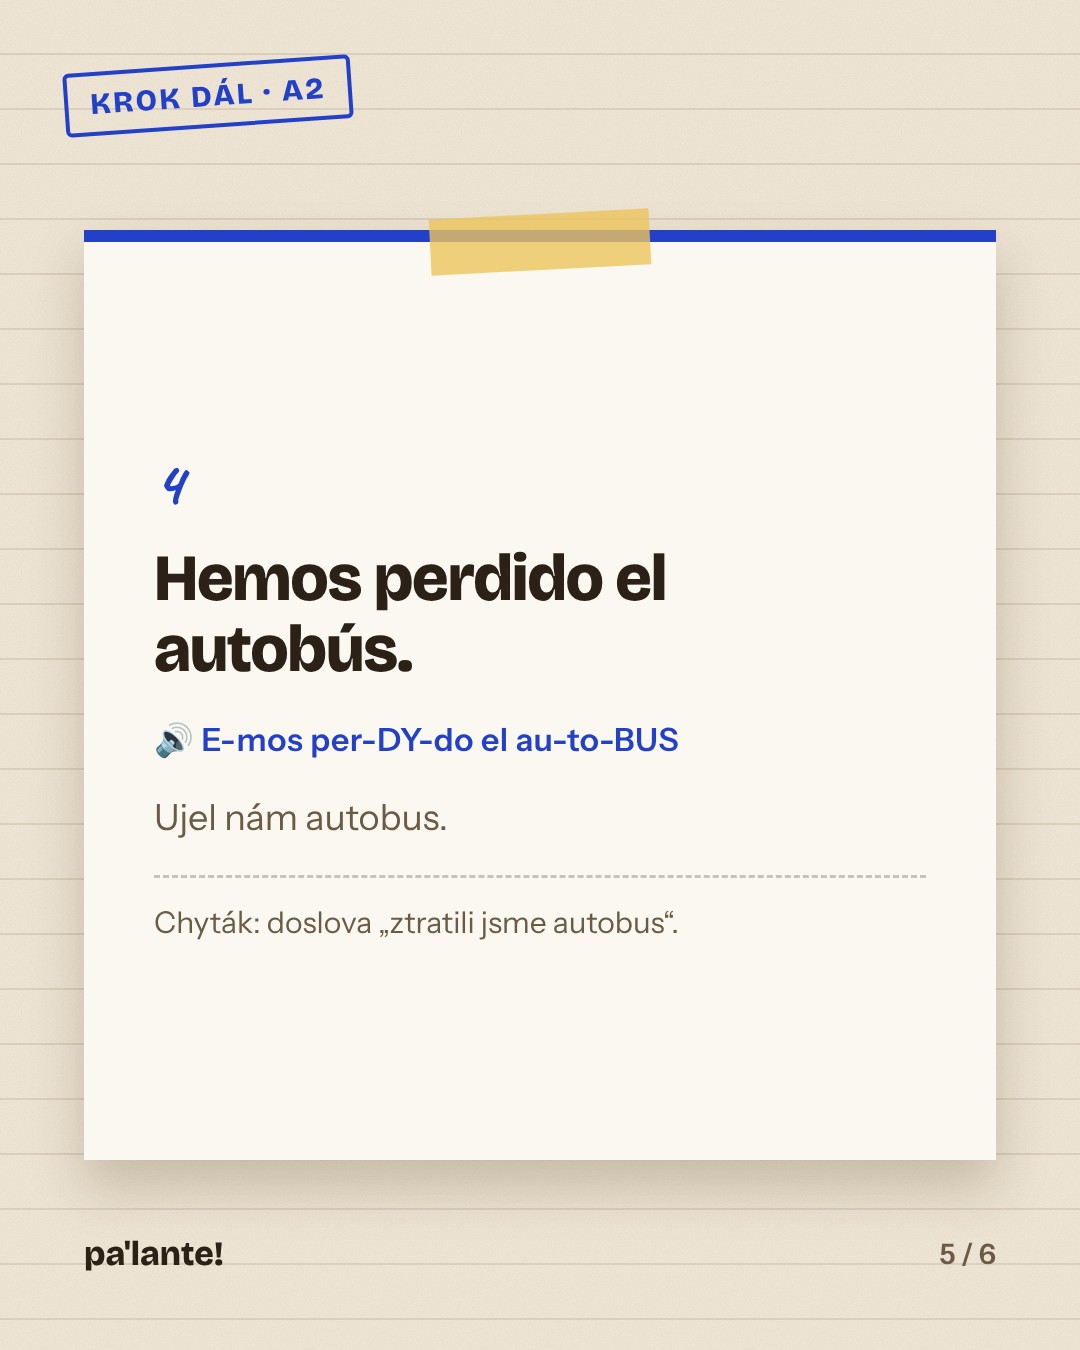 KROK DÁL · A2
4
Hemos perdido el
autobús.
🔊 E-mos per-DY-do el au-to-BUS
Ujel nám autobus.
Chyták: doslova „ztratili jsme autobus“.
pa'lante!
5 / 6